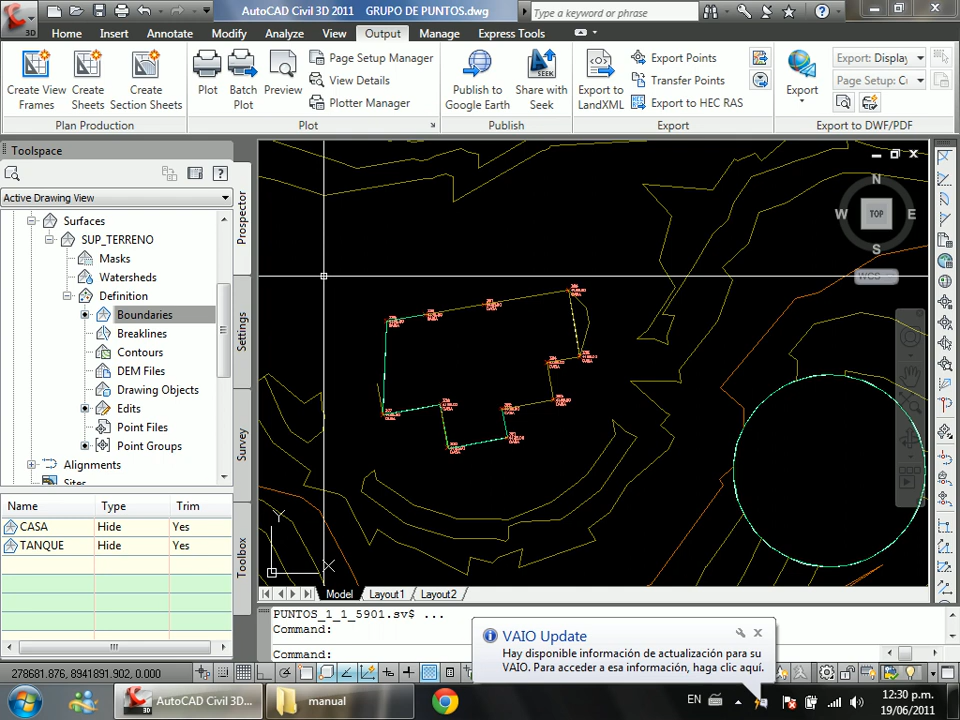 AutoCAD Civil 3D 2011 GRUPO DE PUNTOS.dwg
Type a keyword or phrase
3D
Home Insert Annotate Modify Analyze View Output Manage Express Tools
Create View Frames
Create Sheets
Create Section Sheets
Plan Production
Plot
Batch Plot
Preview
Page Setup Manager
View Details
Plotter Manager
Plot
Publish to Google Earth
SEEK
Share with Seek
Publish
Export to LandXML
Export Points
Transfer Points
Export to HEC RAS
Export
Export
Export: Display
Page Setup: C
Export to DWF/PDF
Toolspace
Active Drawing View
Surfaces
SUP_TERRENO
Masks
Watersheds
Definition
Boundaries
Breaklines
Contours
DEM Files
Drawing Objects
Edits
Point Files
Point Groups
Alignments
Sites
Prospector
Settings
Survey
Toolbox
Name Type Trim
CASA Hide Yes
TANQUE Hide Yes
N
W TOP E
S
WCS
Y
X
Model Layout1 Layout2
PUNTOS_1_1_5901.sv$ ...
Command:
Command:
VAIO Update
Hay disponible información de actualización para su
VAIO. Para acceder a esa información, haga clic aquí.
278681.765, 8941891.902, 0.000
AutoCAD Civil 3D...
manual
EN
12:30 p.m.
19/06/2011